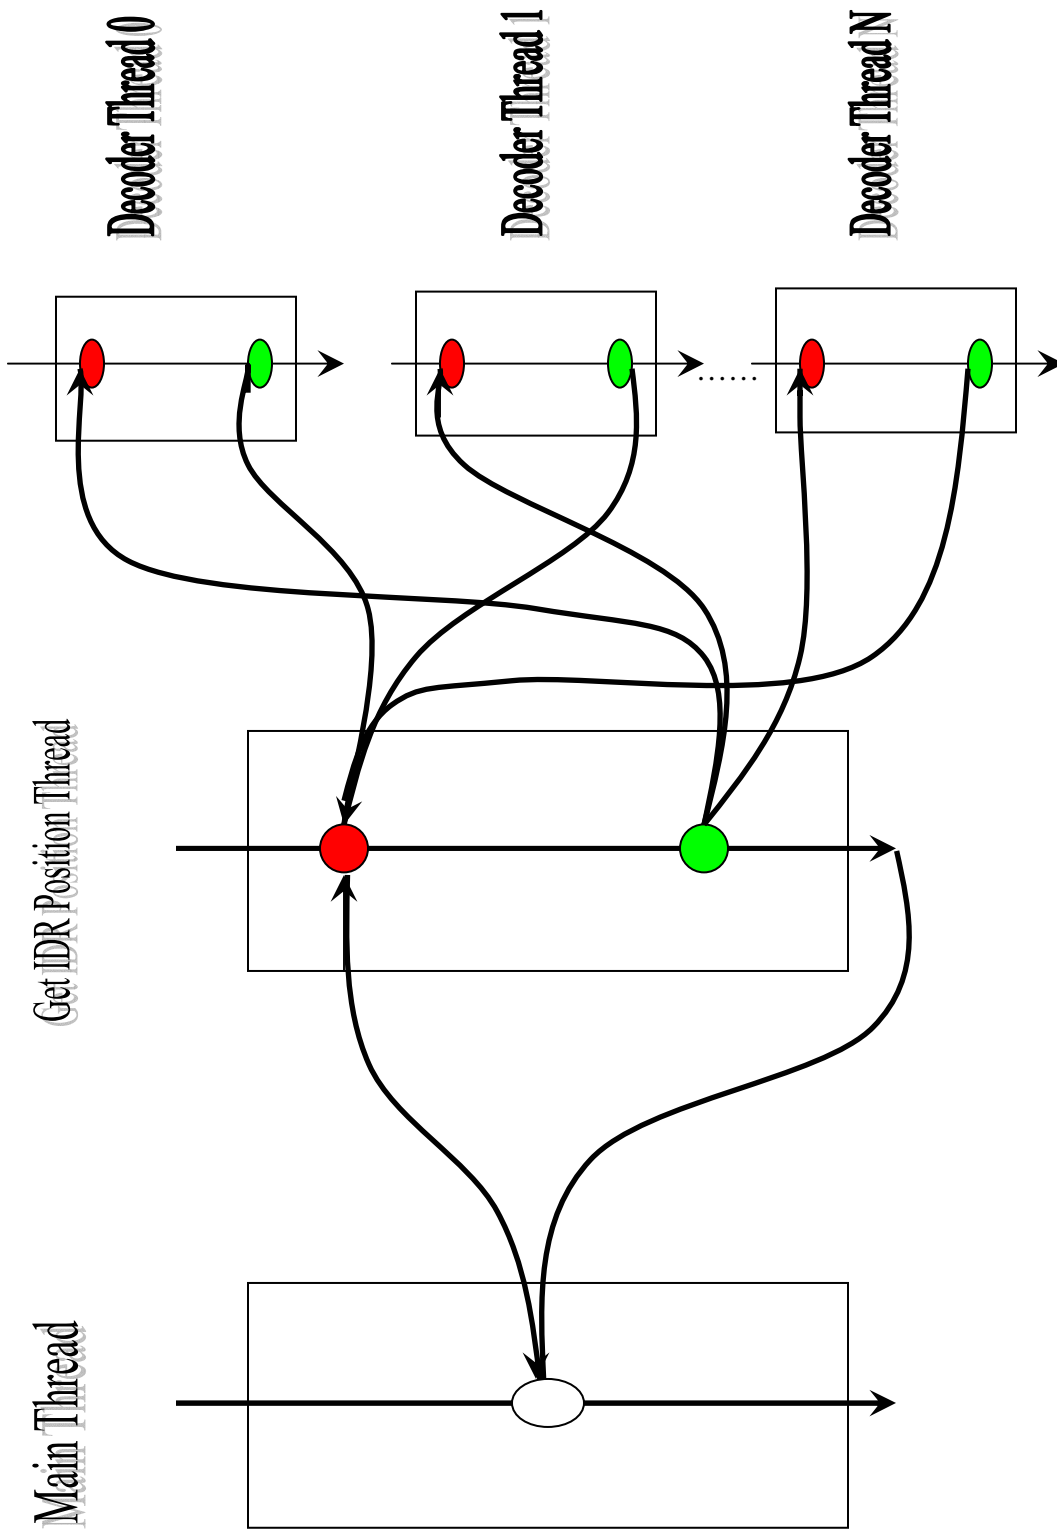 Decoder Thread 0
Decoder Thread 1
Decoder Thread N
......
Get IDR Position Thread
Main Thread